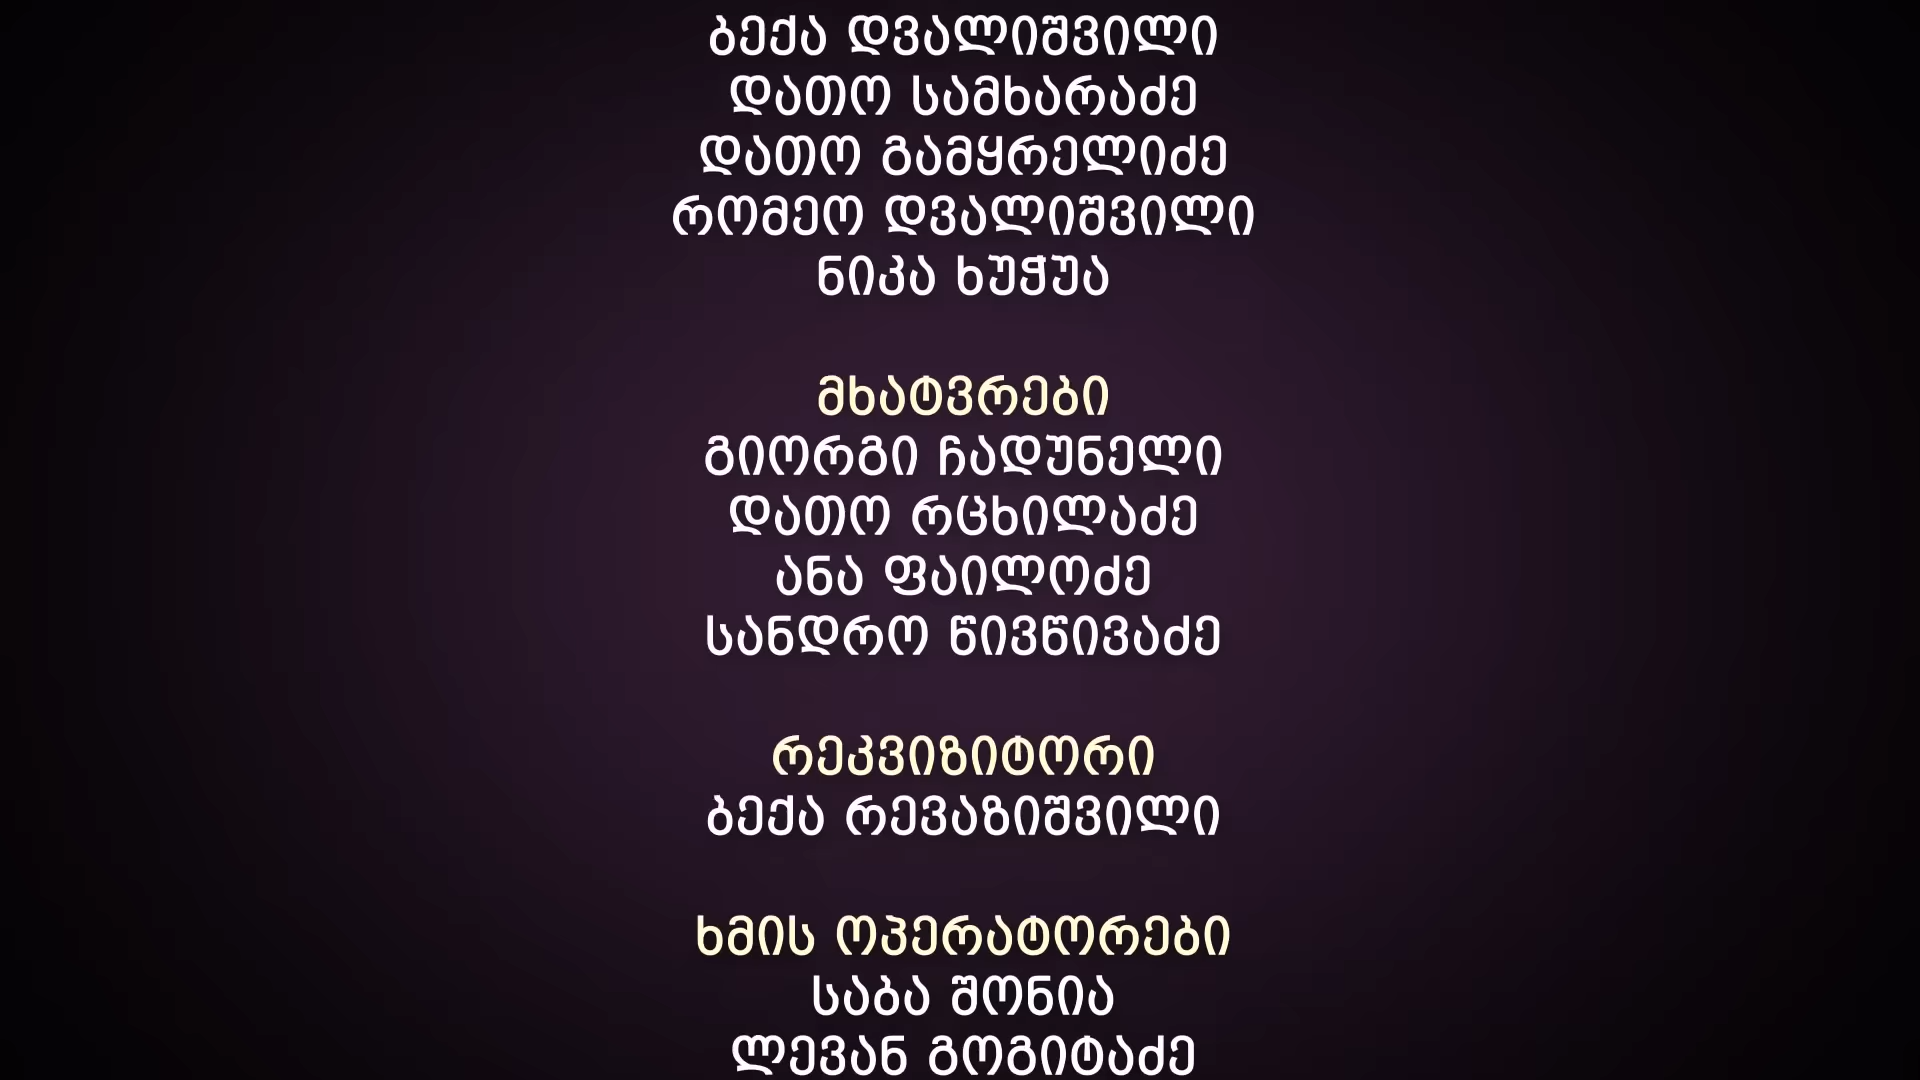 ბექა დვალიშვილი
დათო სამხარაძე
დათო გამყრელიძე
რომეო დვალიშვილი
ნიკა ხუჭუა
მხატვრები
გიორგი ჩადუნელი
დათო რცხილაძე
ანა ფაილოძე
სანდრო წივწივაძე
რეკვიზიტორი
ბექა რევაზიშვილი
ხმის ოპერატორები
საბა შონია
ლევან გოგიტაძე